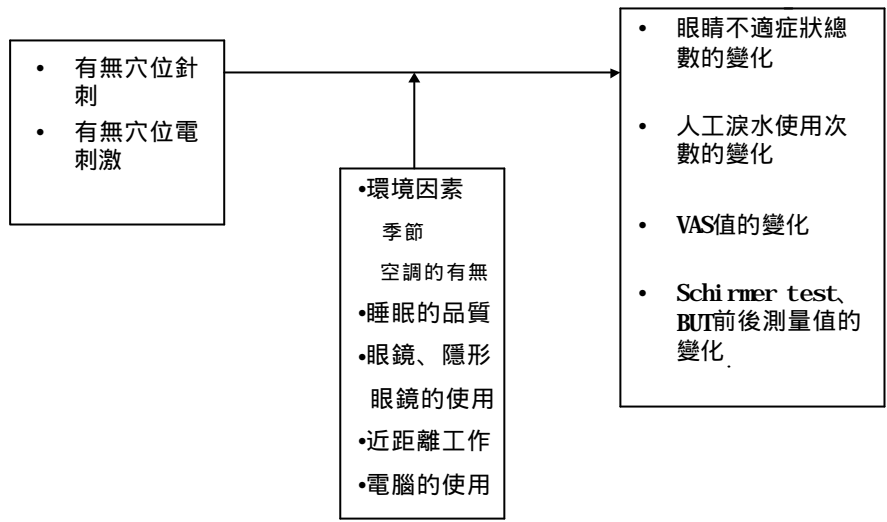 • 有無穴位針
刺
• 有無穴位電
刺激
•環境因素
季節
空調的有無
•睡眠的品質
•眼鏡、隱形
眼鏡的使用
•近距離工作
•電腦的使用
• 眼睛不適症狀總
數的變化
• 人工淚水使用次
數的變化
• VAS值的變化
• Schirmer test、
BUT前後測量值的
變化